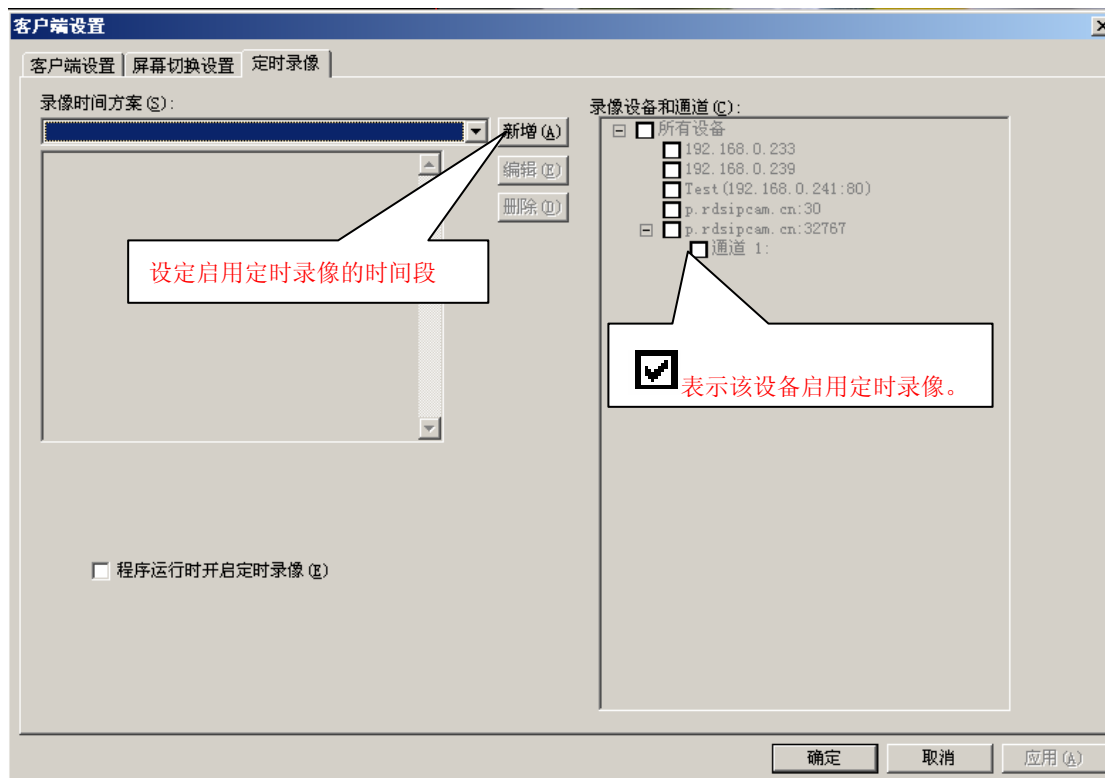 客户端设置
客户端设置 屏幕切换设置 定时录像
录像时间方案(S):
新增(A)
编辑(E)
删除(D)
设定启用定时录像的时间段
程序运行时开启定时录像(E)
录像设备和通道(C):
所有设备
192.168.0.233
192.168.0.239
Test(192.168.0.241:80)
p.rdsipcam.cn:30
p.rdsipcam.cn:32767
通道 1:
表示该设备启用定时录像。
确定 取消 应用(A)